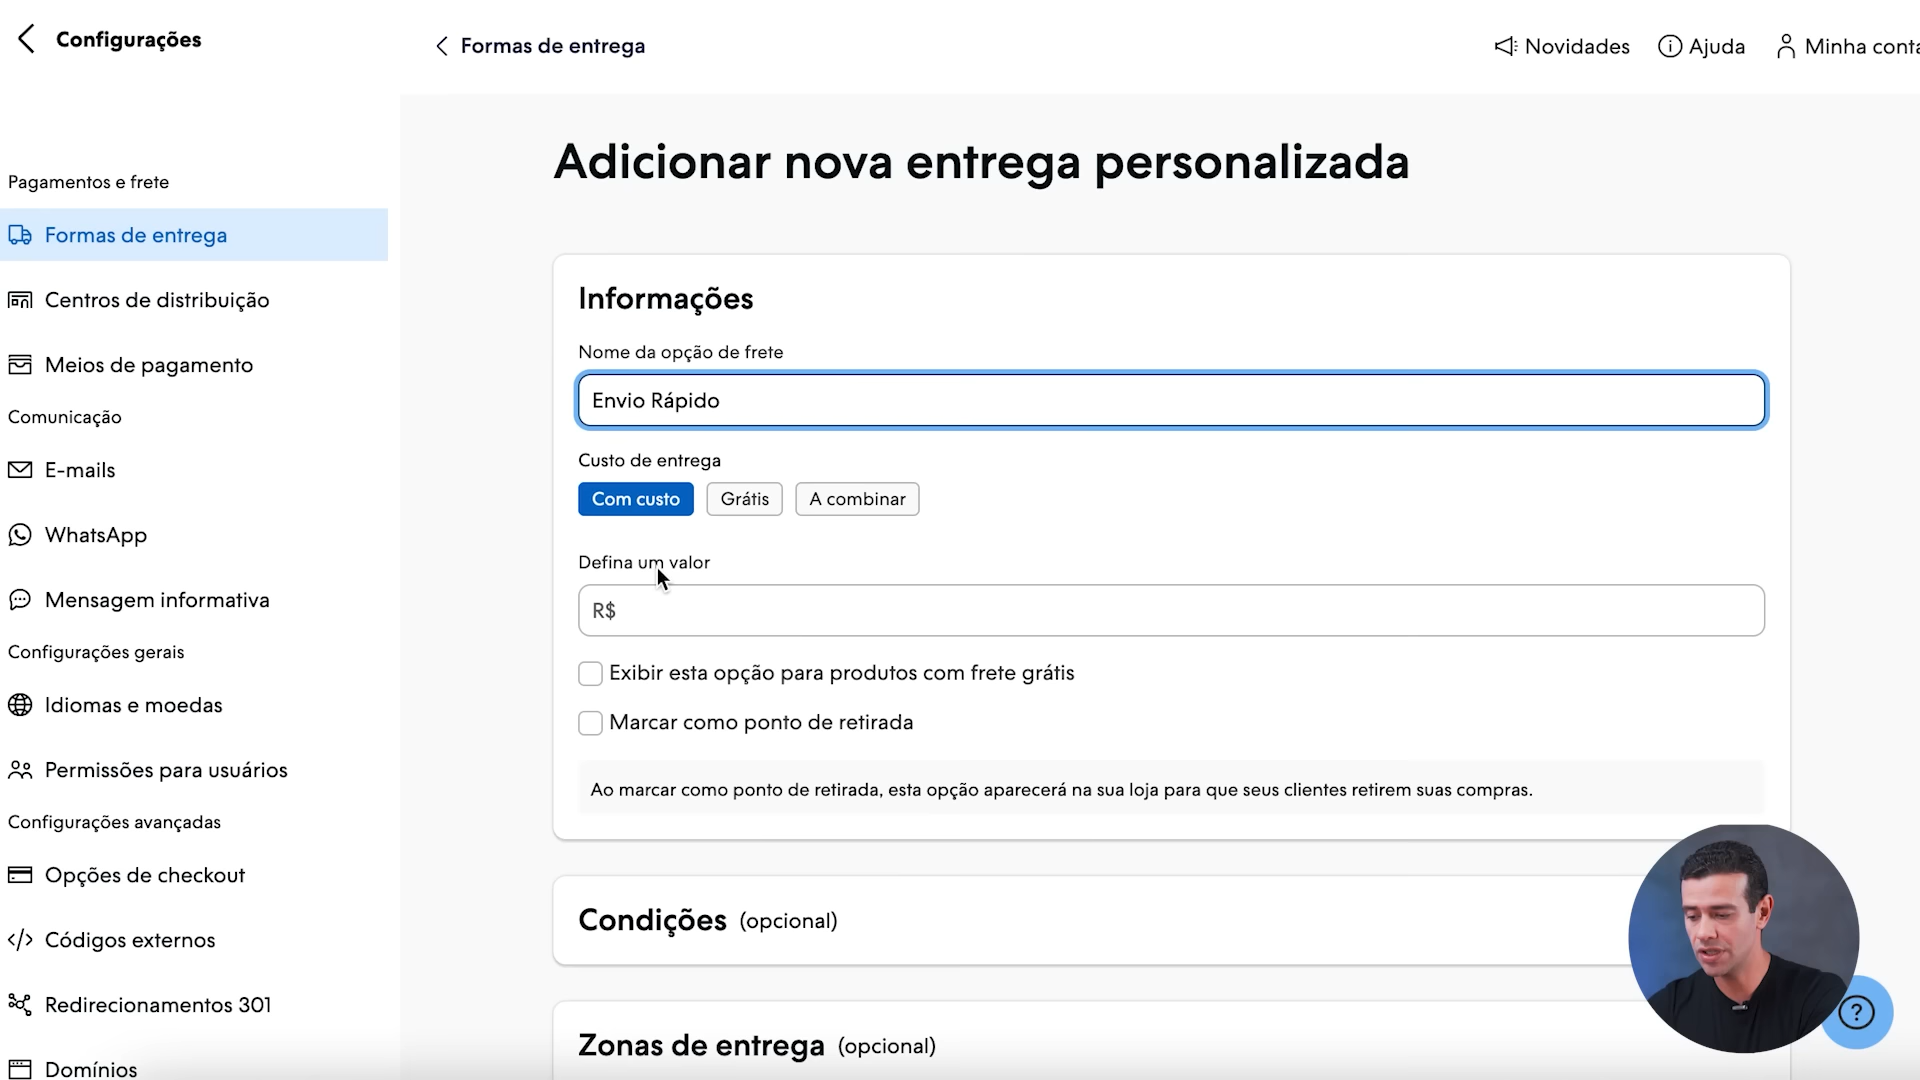 Configurações
Formas de entrega
Novidades
Ajuda
Minha conta
Pagamentos e frete
Formas de entrega
Centros de distribuição
Meios de pagamento
Comunicação
E-mails
WhatsApp
Mensagem informativa
Configurações gerais
Idiomas e moedas
Permissões para usuários
Configurações avançadas
Opções de checkout
Códigos externos
Redirecionamentos 301
Domínios
Adicionar nova entrega personalizada
Informações
Nome da opção de frete
Envio Rápido
Custo de entrega
Com custo
Grátis
A combinar
Defina um valor
R$
Exibir esta opção para produtos com frete grátis
Marcar como ponto de retirada
Ao marcar como ponto de retirada, esta opção aparecerá na sua loja para que seus clientes retirem suas compras.
Condições (opcional)
Zonas de entrega (opcional)
?